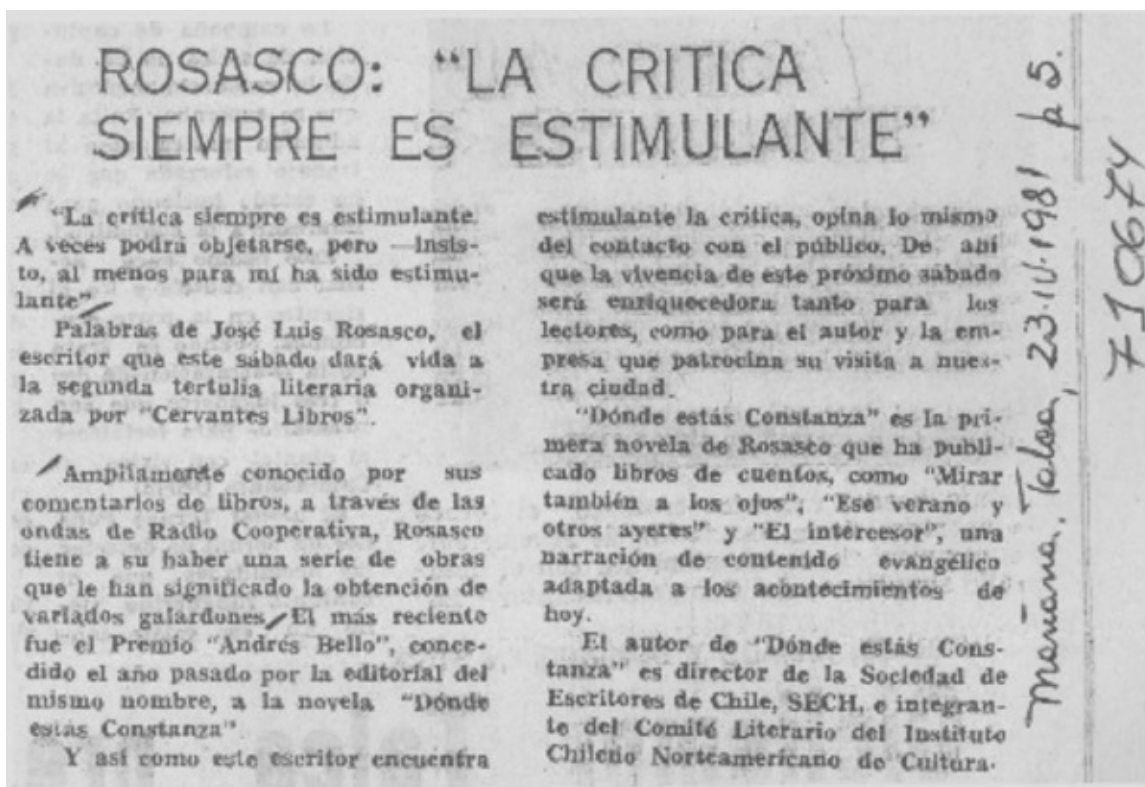 ROSASCO: "LA CRITICA
SIEMPRE ES ESTIMULANTE"
"La crítica siempre es estimulante.
A veces podrá objetarse, pero —insis-
to, al menos para mí ha sido estimu-
lante"
Palabras de José Luis Rosasco, el
escritor que este sábado dará vida a
la segunda tertulia literaria organi-
zada por "Cervantes Libros".
Ampliamente conocido por sus
comentarios de libros, a través de las
ondas de Radio Cooperativa, Rosasco
tiene a su haber una serie de obras
que le han significado la obtención de
variados galardones. El más reciente
fue el Premio "Andrés Bello", conce-
dido el año pasado por la editorial del
mismo nombre, a la novela "Dónde
estás Constanza"
Y así como este escritor encuentra
estimulante la crítica, opina lo mismo
del contacto con el público. De ahí
que la vivencia de este próximo sábado
será enriquecedora tanto para los
lectores, como para el autor y la em-
presa que patrocina su visita a nues-
tra ciudad.
"Dónde estás Constanza" es la pri-
mera novela de Rosasco que ha publi-
cado libros de cuentos, como "Mirar
también a los ojos", "Ese verano y
otros ayeres" y "El intercesor", una
narración de contenido evangélico
adaptada a los acontecimientos de
hoy.
El autor de "Dónde estás Cons-
tanza" es director de la Sociedad de
Escritores de Chile, SECH, e integran-
te del Comité Literario del Instituto
Chileno Norteamericano de Cultura.
Mañana, Talca, 23.IV.1981 p 5.
710674